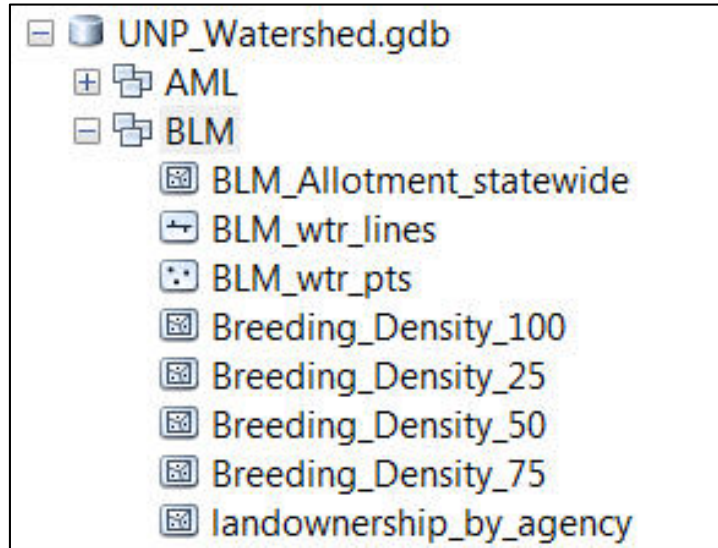 UNP_Watershed.gdb
AML
BLM
BLM_Allotment_statewide
BLM_wtr_lines
BLM_wtr_pts
Breeding_Density_100
Breeding_Density_25
Breeding_Density_50
Breeding_Density_75
landownership_by_agency